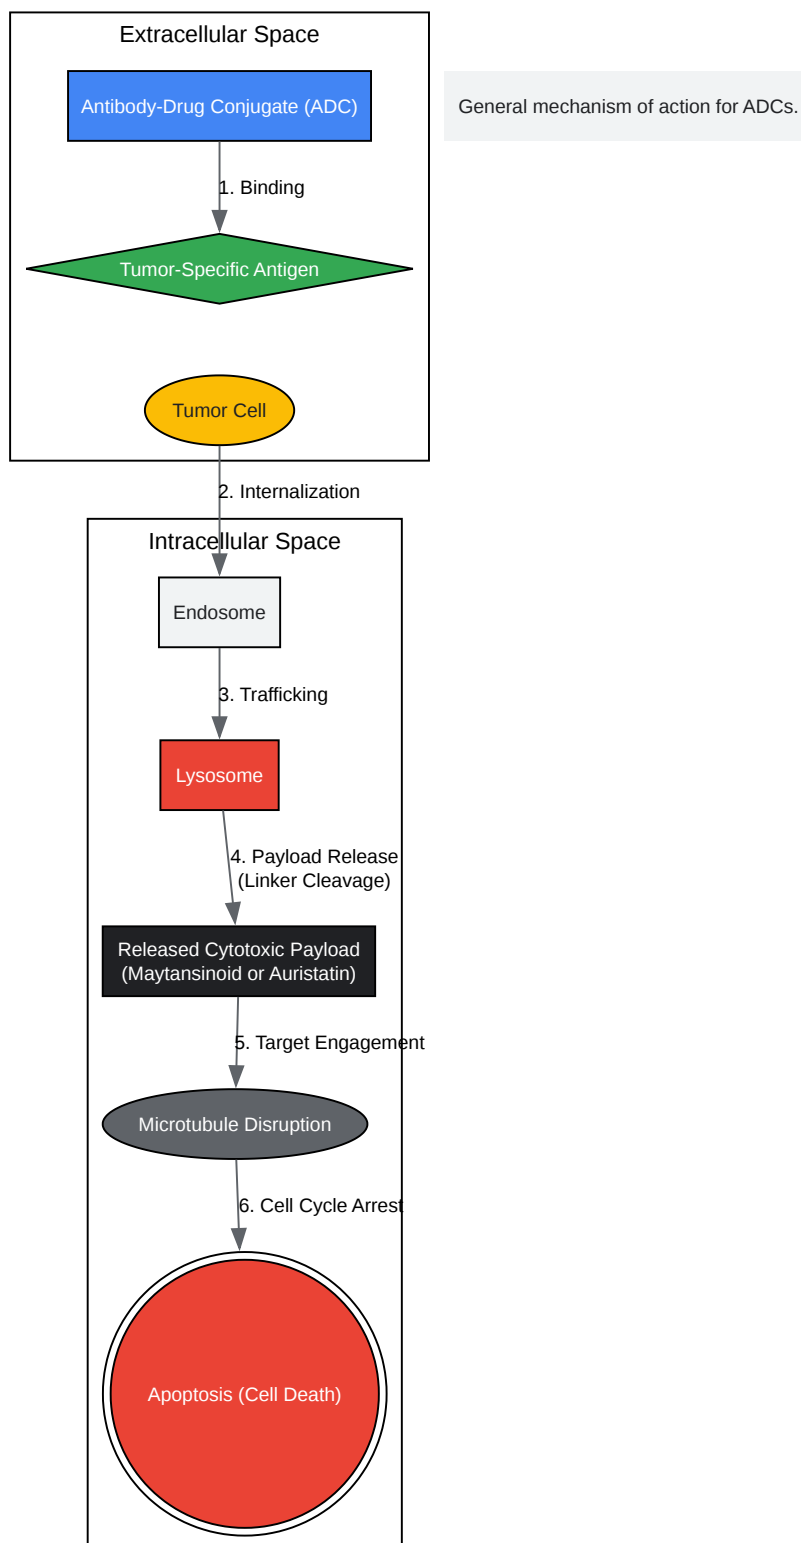 Extracellular Space
Antibody-Drug Conjugate (ADC)
General mechanism of action for ADCs.
1. Binding
Tumor-Specific Antigen
Tumor Cell
2. Internalization
Intracellular Space
Endosome
3. Trafficking
Lysosome
4. Payload Release
(Linker Cleavage)
Released Cytotoxic Payload
(Maytansinoid or Auristatin)
5. Target Engagement
Microtubule Disruption
6. Cell Cycle Arrest
Apoptosis (Cell Death)